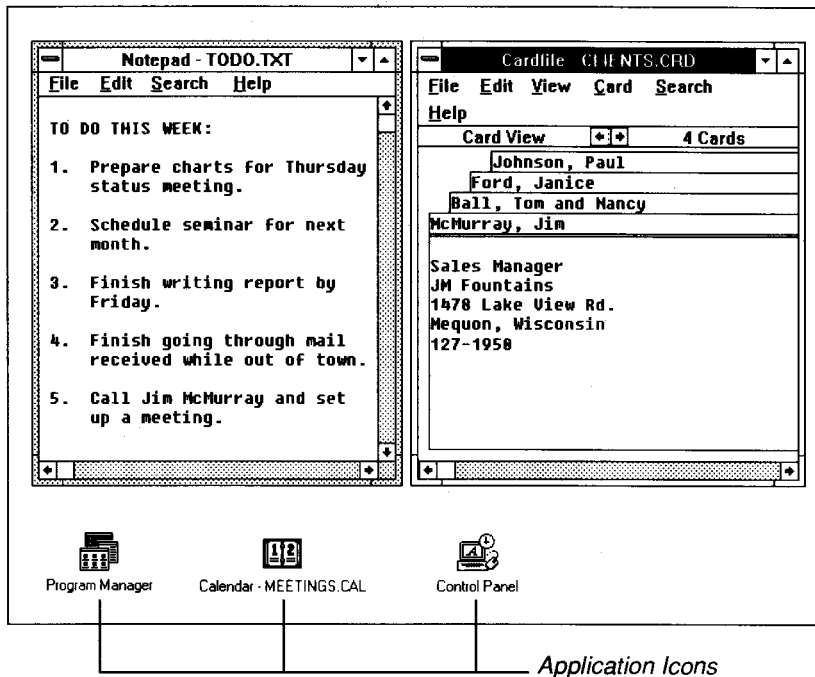 Notepad - TODO.TXT
File Edit Search Help
TO DO THIS WEEK:
1. Prepare charts for Thursday
status meeting.
2. Schedule seminar for next
month.
3. Finish writing report by
Friday.
4. Finish going through mail
received while out of town.
5. Call Jim McMurray and set
up a meeting.
Cardfile CLIENTS.CRD
File Edit View Card Search
Help
Card View 4 Cards
Johnson, Paul
Ford, Janice
Ball, Tom and Nancy
McMurray, Jim
Sales Manager
JM Fountains
1478 Lake View Rd.
Mequon, Wisconsin
127-1958
Program Manager
Calendar - MEETINGS.CAL
Control Panel
Application Icons